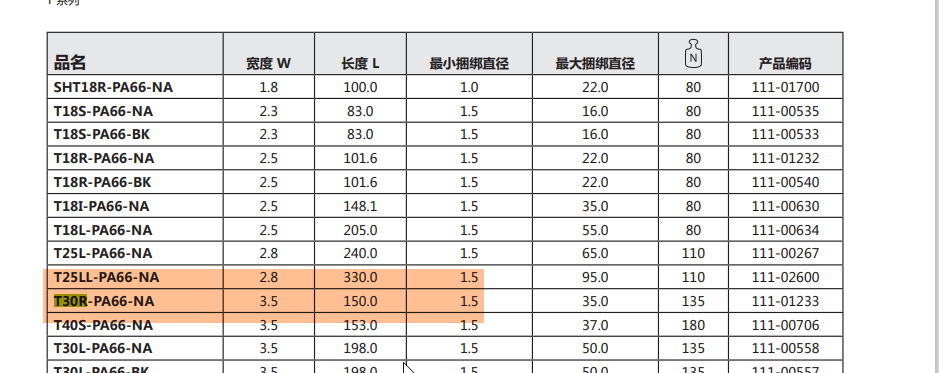 T 系列
品名 宽度 W 长度 L 最小捆绑直径 最大捆绑直径 N 产品编码
SHT18R-PA66-NA 1.8 100.0 1.0 22.0 80 111-01700
T18S-PA66-NA 2.3 83.0 1.5 16.0 80 111-00535
T18S-PA66-BK 2.3 83.0 1.5 16.0 80 111-00533
T18R-PA66-NA 2.5 101.6 1.5 22.0 80 111-01232
T18R-PA66-BK 2.5 101.6 1.5 22.0 80 111-00540
T18I-PA66-NA 2.5 148.1 1.5 35.0 80 111-00630
T18L-PA66-NA 2.5 205.0 1.5 55.0 80 111-00634
T25L-PA66-NA 2.8 240.0 1.5 65.0 110 111-00267
T25LL-PA66-NA 2.8 330.0 1.5 95.0 110 111-02600
T30R-PA66-NA 3.5 150.0 1.5 35.0 135 111-01233
T40S-PA66-NA 3.5 153.0 1.5 37.0 180 111-00706
T30L-PA66-NA 3.5 198.0 1.5 50.0 135 111-00558
T30L-PA66-BK 3.5 198.0 1.5 50.0 135 111-00557